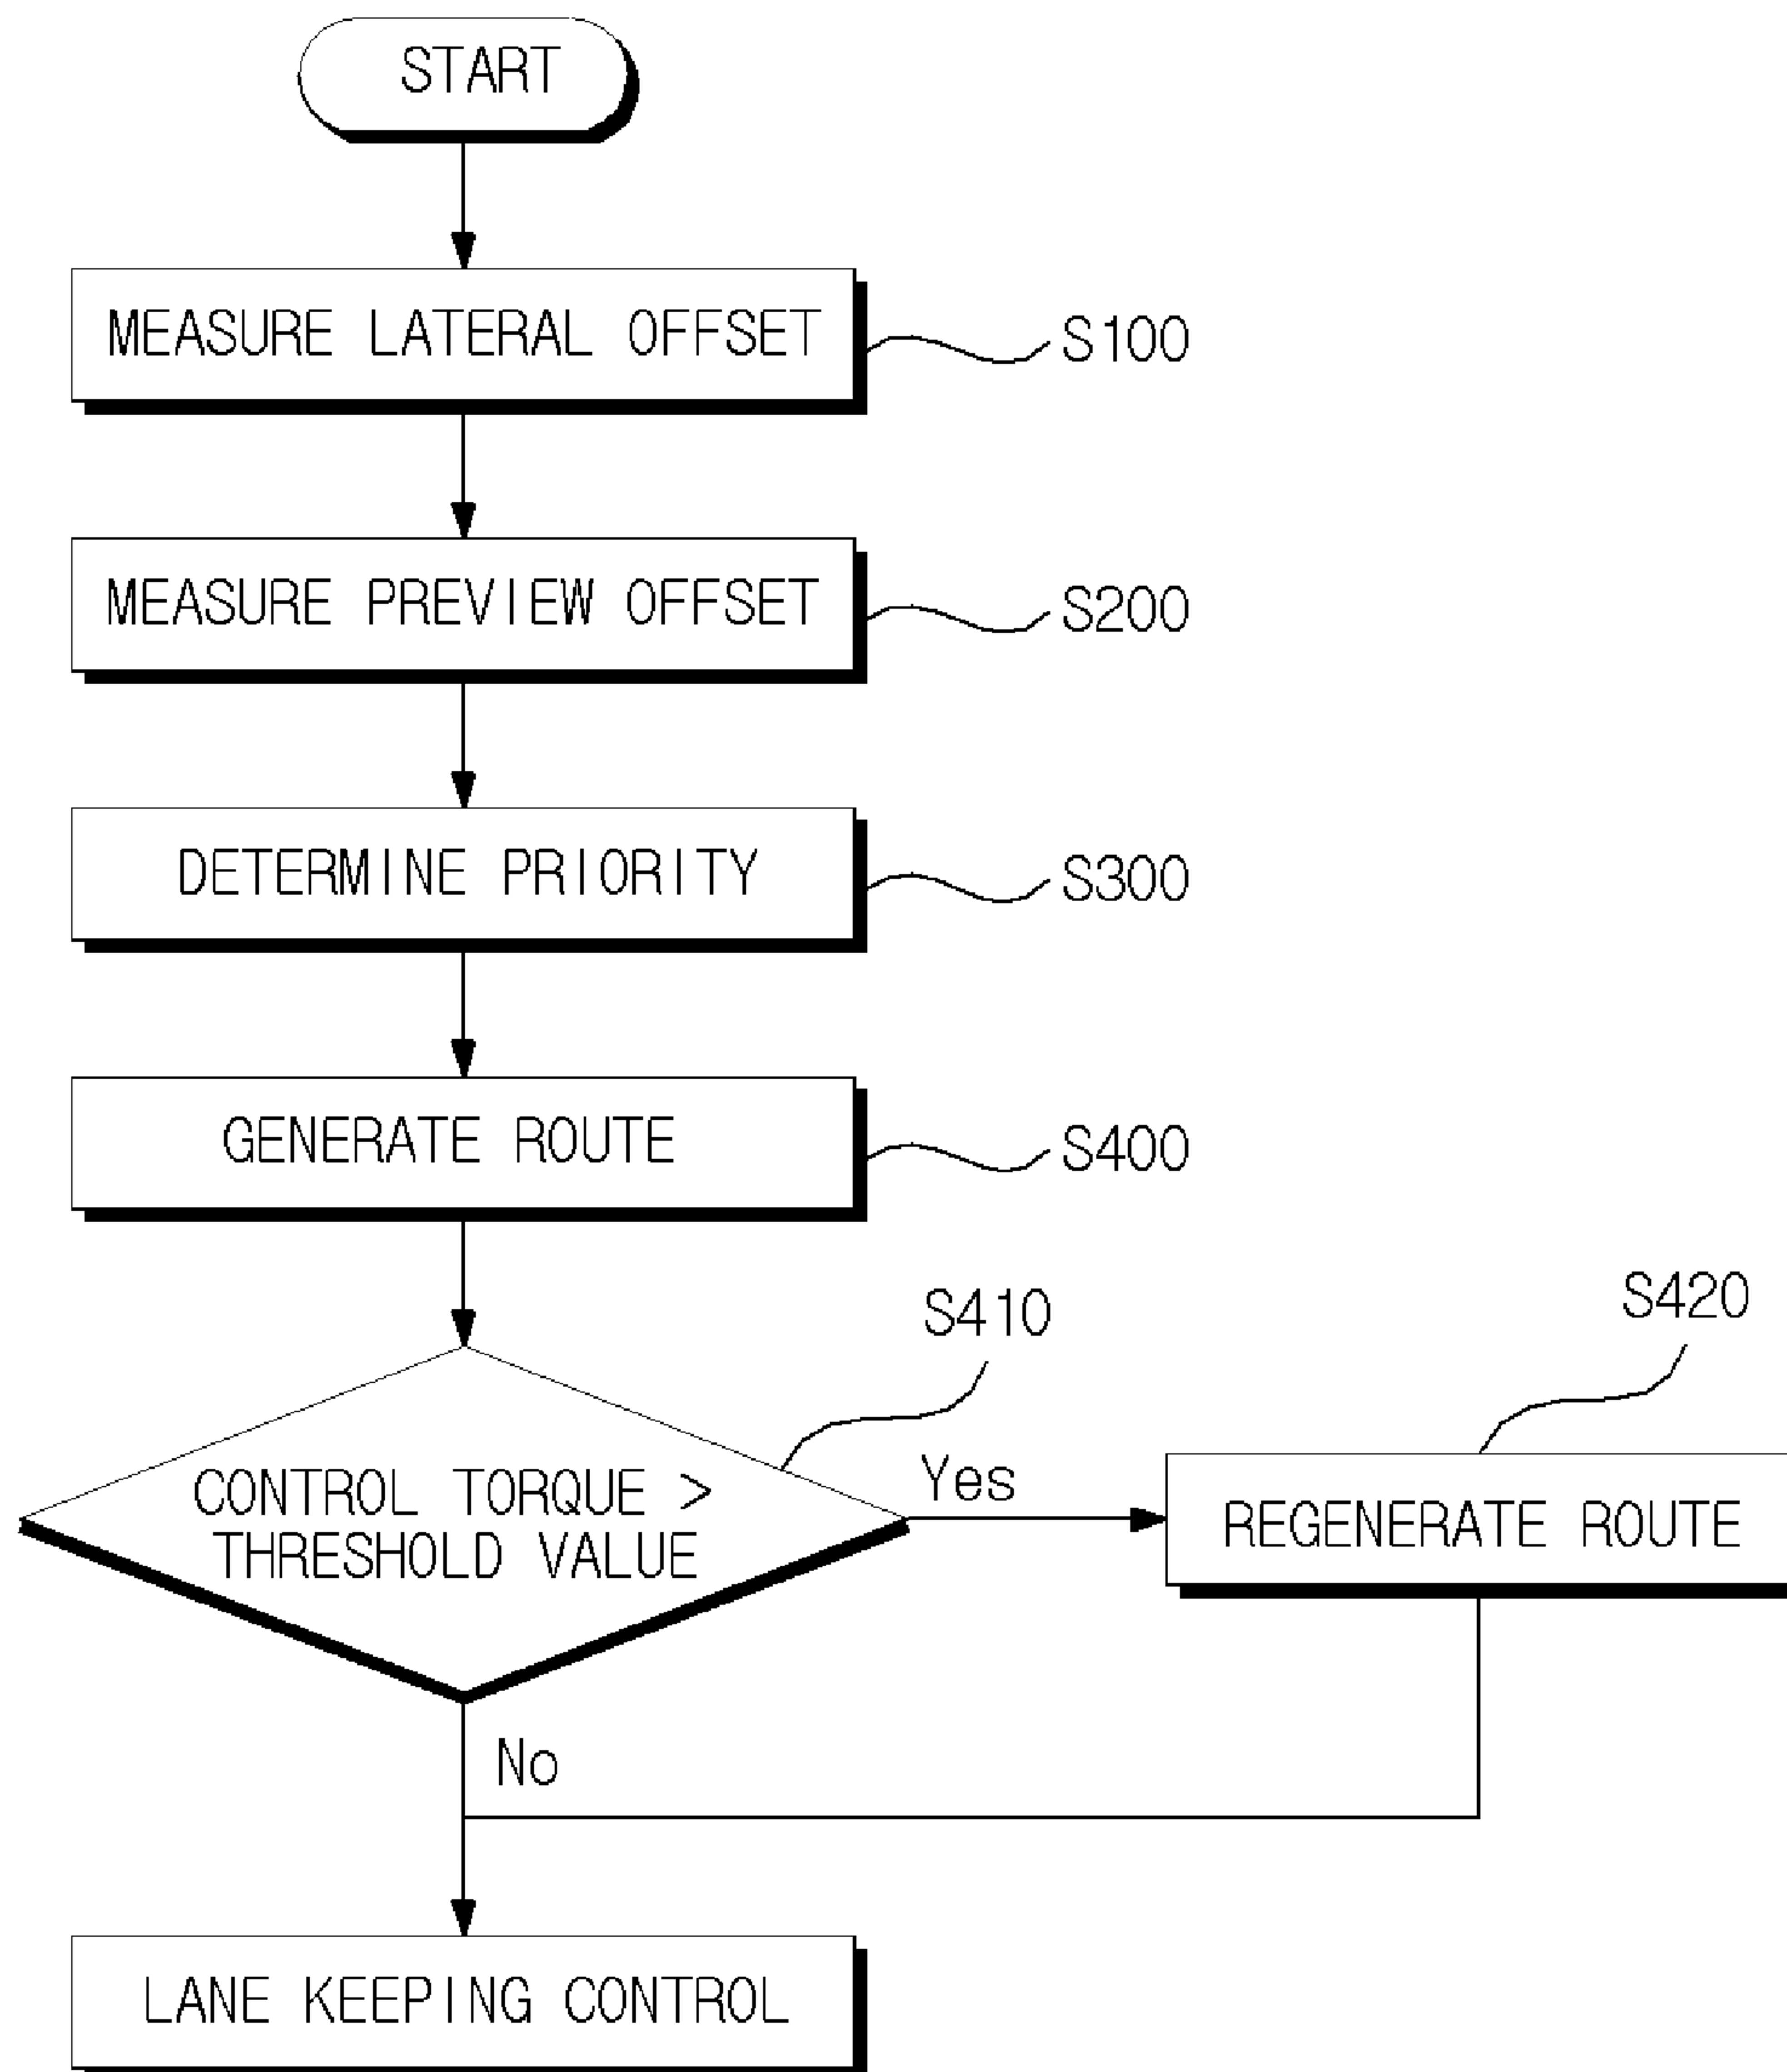 START
MEASURE LATERAL OFFSET
S100
MEASURE PREVIEW OFFSET
S200
DETERMINE PRIORITY
S300
GENERATE ROUTE
S400
S410
S420
CONTROL TORQUE >
THRESHOLD VALUE
Yes
REGENERATE ROUTE
No
LANE KEEPING CONTROL